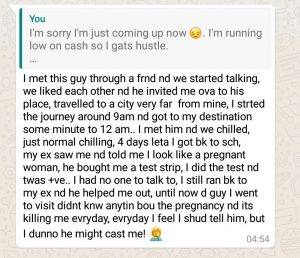 You
I'm sorry I'm just coming up now 😔. I'm running
low on cash so I gats hustle.
...
I met this guy through a frnd nd we started talking,
we liked each other nd he invited me ova to his
place, travelled to a city very far  from mine, I strted
the journey around 9am nd got to my destination
some minute to 12 am.. I met him nd we chilled,
just normal chilling, 4 days leta I got bk to sch,
my ex saw me nd told me I look like a pregnant
woman, he bought me a test strip, I did the test nd
twas +ve.. I had no one to talk to, I still ran bk to
my ex nd he helped me out, until now d guy I went
to visit didnt knw anytin bou the pregnancy nd its
killing me evryday, everyday I feel I shud tell him, but
I dunno he might cast me! 🤦
04:54